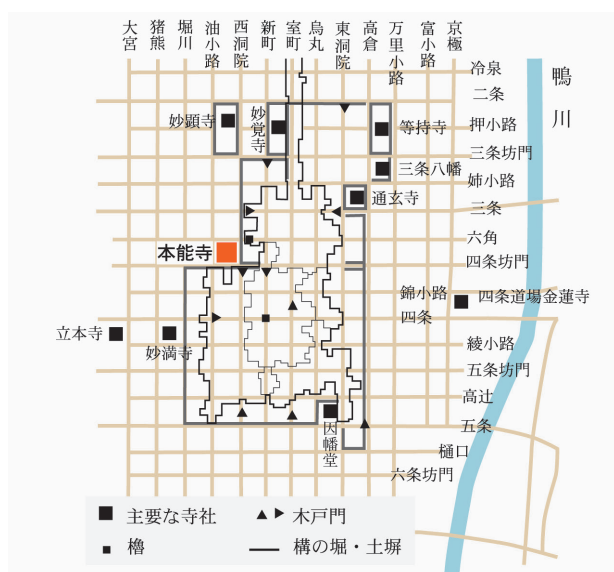 大宮
猪熊
堀川
油小路
西洞院
新町
室町
烏丸
東洞院
高倉
万里小路
富小路
京極
冷泉
二条
押小路
三条坊門
姉小路
三条
六角
四条坊門
錦小路
四条
綾小路
五条坊門
高辻
五条
樋口
六条坊門
鴨川
妙顕寺
妙覚寺
等持寺
三条八幡
通玄寺
本能寺
四条道場金蓮寺
立本寺
妙満寺
因幡堂
主要な寺社
木戸門
櫓
構の堀・土塀